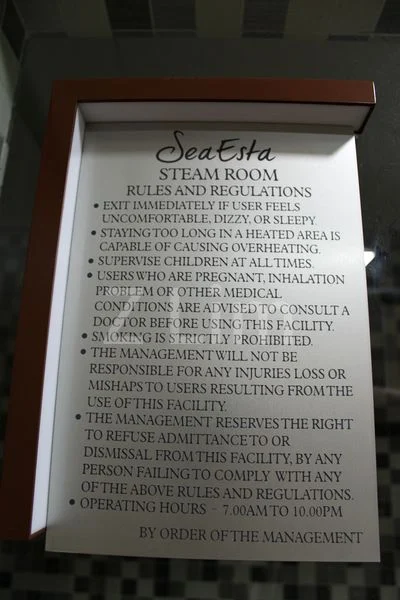 SeaEsta
STEAM ROOM
RULES AND REGULATIONS
• EXIT IMMEDIATELY IF USER FEELS
UNCOMFORTABLE, DIZZY, OR SLEEPY.
• STAYING TOO LONG IN A HEATED AREA IS
CAPABLE OF CAUSING OVERHEATING.
• SUPERVISE CHILDREN AT ALL TIMES.
• USERS WHO ARE PREGNANT, INHALATION
PROBLEM OR OTHER MEDICAL
CONDITIONS ARE ADVISED TO CONSULT A
DOCTOR BEFORE USING THIS FACILITY.
• SMOKING IS STRICTLY PROHIBITED.
• THE MANAGEMENT WILL NOT BE
RESPONSIBLE FOR ANY INJURIES LOSS OR
MISHAPS TO USERS RESULTING FROM THE
USE OF THIS FACILITY.
• THE MANAGEMENT RESERVES THE RIGHT
TO REFUSE ADMITTANCE TO OR
DISMISSAL FROM THIS FACILITY, BY ANY
PERSON FAILING TO COMPLY WITH ANY
OF THE ABOVE RULES AND REGULATIONS.
• OPERATING HOURS - 7.00AM TO 10.00PM
BY ORDER OF THE MANAGEMENT